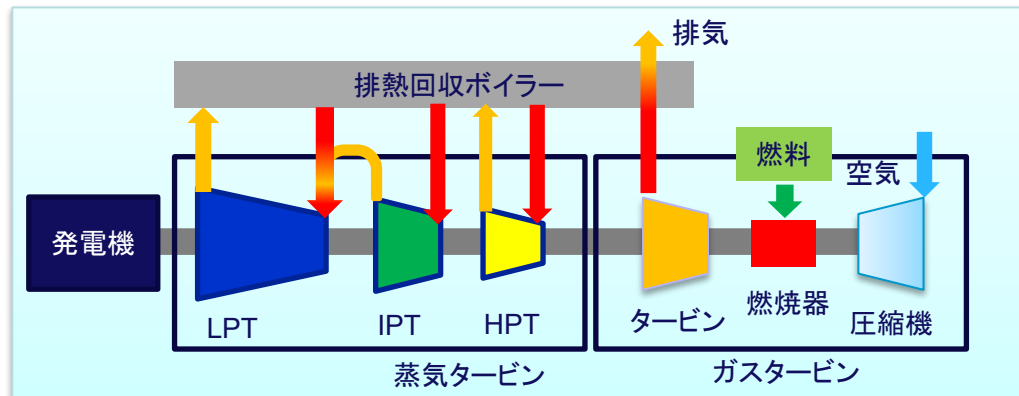 排気
排熱回収ボイラー
燃料
空気
発電機
LPT
IPT
HPT
タービン
燃焼器
圧縮機
蒸気タービン
ガスタービン